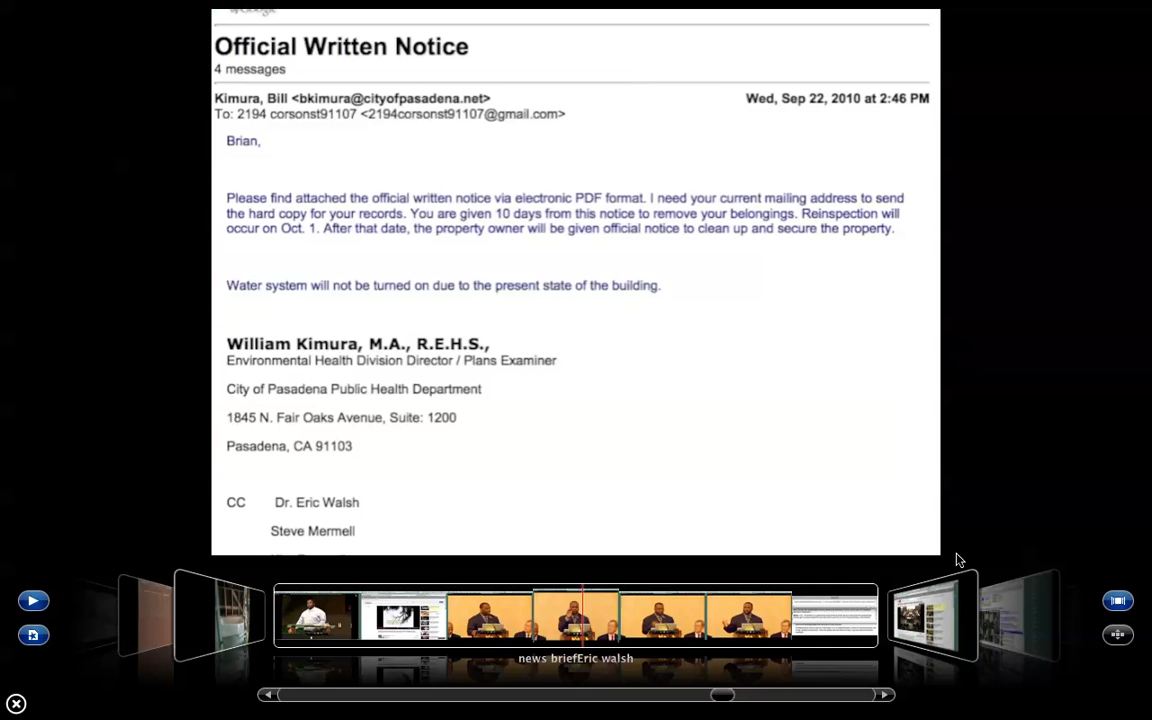 Official Written Notice
4 messages
Kimura, Bill <bkimura@cityofpasadena.net> Wed, Sep 22, 2010 at 2:46 PM
To: 2194 corsonst91107 <2194corsonst91107@gmail.com>
Brian,
Please find attached the official written notice via electronic PDF format. I need your current mailing address to send
the hard copy for your records. You are given 10 days from this notice to remove your belongings. Reinspection will
occur on Oct. 1. After that date, the property owner will be given official notice to clean up and secure the property.
Water system will not be turned on due to the present state of the building.
William Kimura, M.A., R.E.H.S.,
Environmental Health Division Director / Plans Examiner
City of Pasadena Public Health Department
1845 N. Fair Oaks Avenue, Suite: 1200
Pasadena, CA 91103
CC Dr. Eric Walsh
Steve Mermell
news briefEric walsh